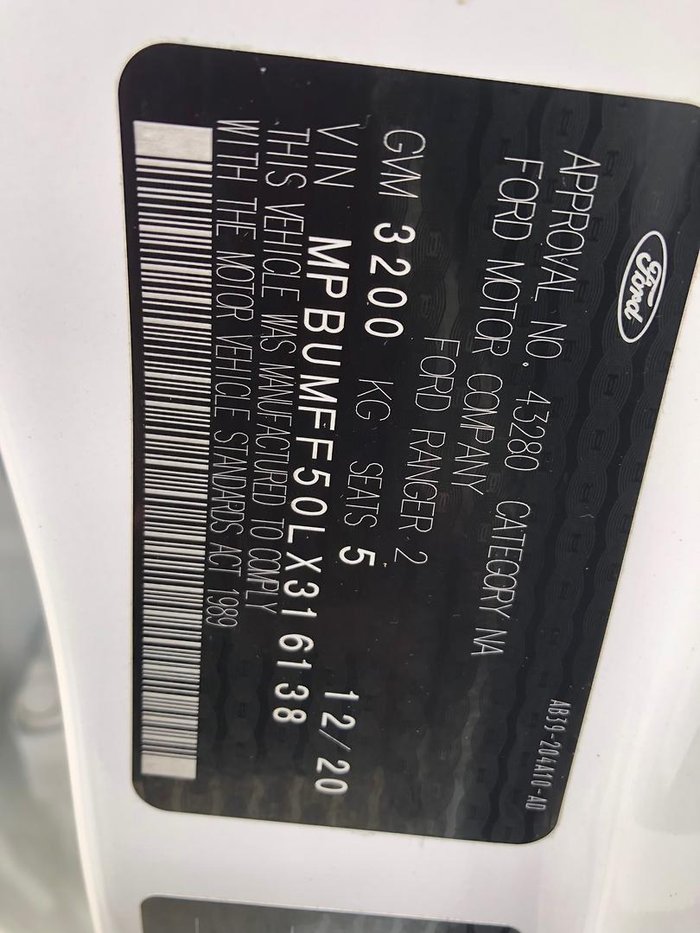 Ford
AB39-204A10-AD
APPROVAL NO. 43280 CATEGORY NA
FORD MOTOR COMPANY
FORD RANGER 2
GVM 3200 KG SEATS 5
VIN MPBUMFF50LX316138 12/20
THIS VEHICLE WAS MANUFACTURED TO COMPLY
WITH THE MOTOR VEHICLE STANDARDS ACT 1989